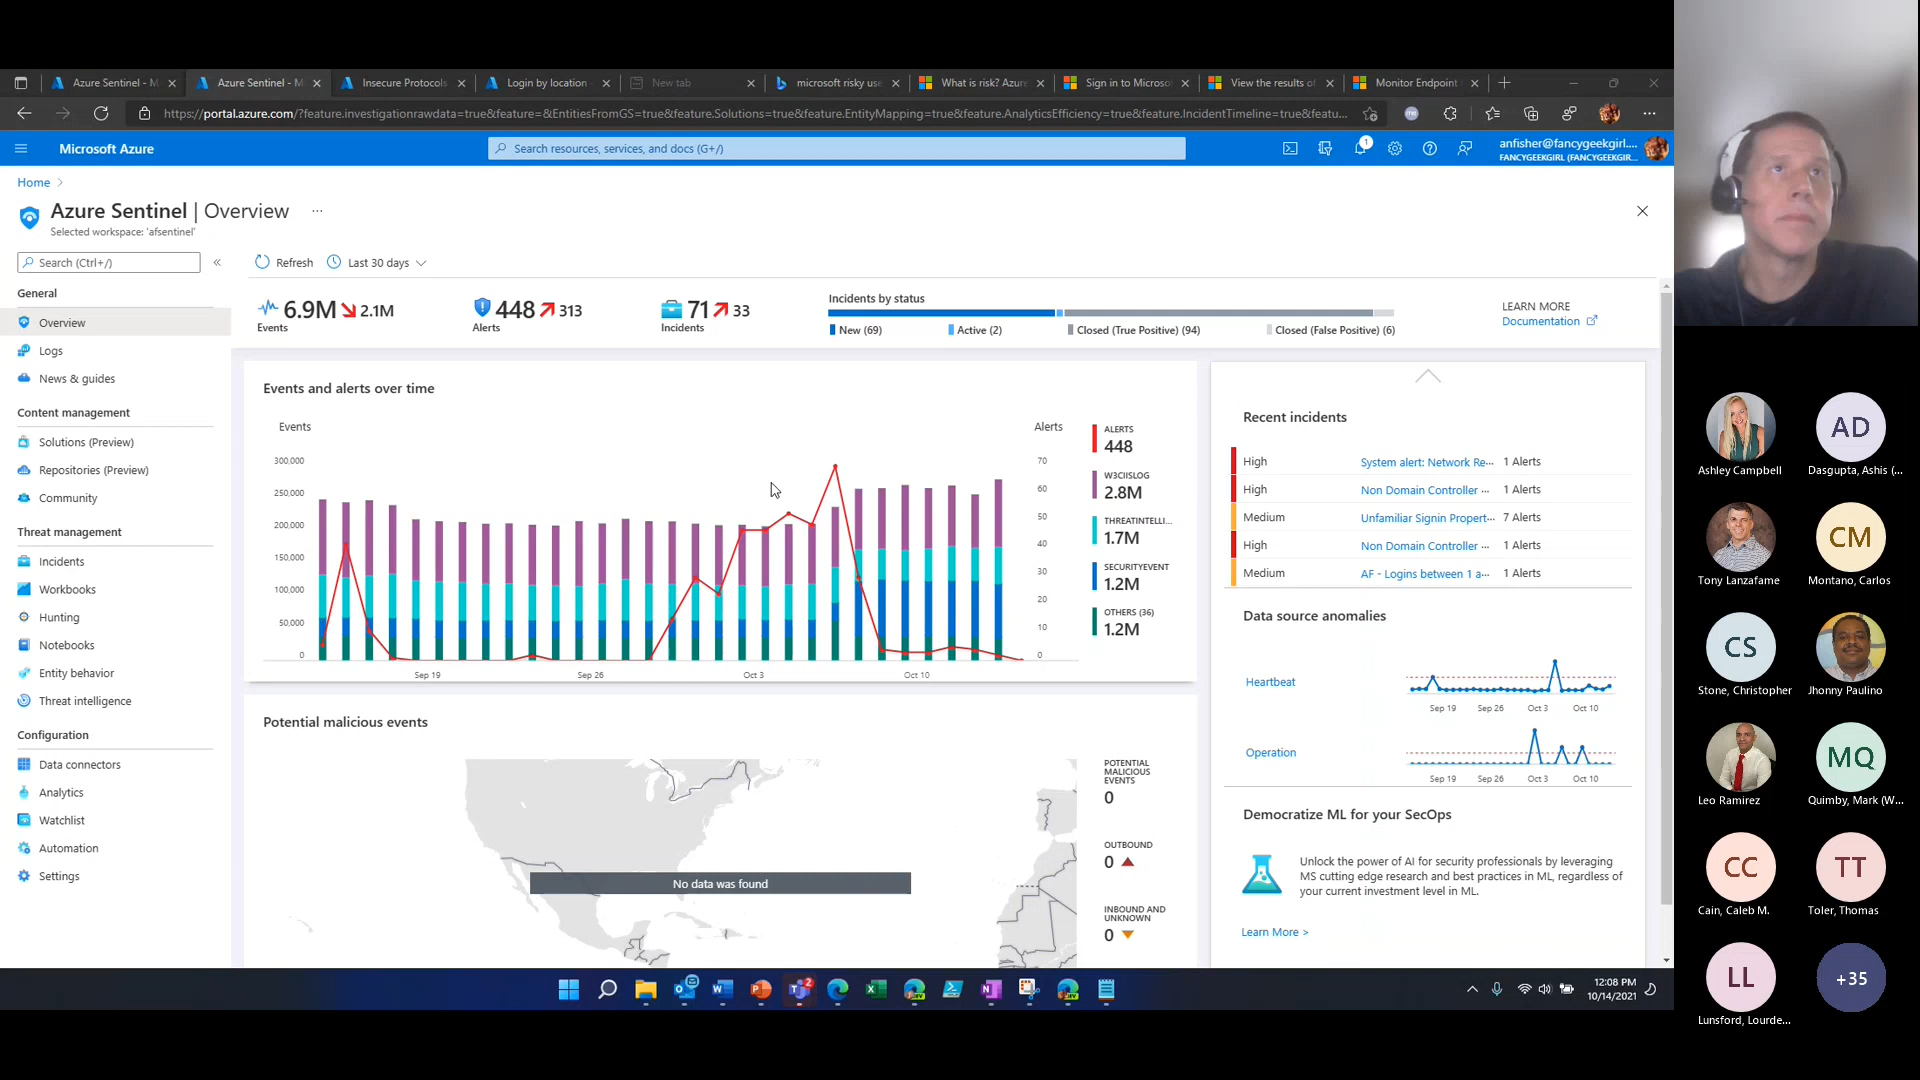 Azure Sentinel - M
Azure Sentinel - M
Insecure Protocols
Login by location
New tab
microsoft risky use
What is risk? Azure
Sign in to Microsof
View the results of
Monitor Endpoint
https://portal.azure.com/?feature.investigationrawdata=true&feature=&EntitiesFromGS=true&feature.Solutions=true&feature.EntityMapping=true&feature.AnalyticsEfficiency=true&feature.IncidentTimeline=true&featu...
Microsoft Azure
Search resources, services, and docs (G+/)
1
anfisher@fancygeekgirl....
FANCYGEEKGIRL (FANCYGEEKGIR...
Home
Azure Sentinel | Overview
...
Selected workspace: 'afsentinel'
Search (Ctrl+/)
«
Refresh
Last 30 days
General
Overview
Logs
News & guides
Content management
Solutions (Preview)
Repositories (Preview)
Community
Threat management
Incidents
Workbooks
Hunting
Notebooks
Entity behavior
Threat intelligence
Configuration
Data connectors
Analytics
Watchlist
Automation
Settings
6.9M 2.1M
Events
448 313
Alerts
71 33
Incidents
Incidents by status
New (69)
Active (2)
Closed (True Positive) (94)
Closed (False Positive) (6)
LEARN MORE
Documentation
Events and alerts over time
Events
Alerts
300,000
250,000
200,000
150,000
100,000
50,000
0
70
60
50
40
30
20
10
0
Sep 19
Sep 26
Oct 3
Oct 10
ALERTS
448
W3CIISLOG
2.8M
THREATINTELLI...
1.7M
SECURITYEVENT
1.2M
OTHERS (36)
1.2M
Potential malicious events
No data was found
POTENTIAL
MALICIOUS
EVENTS
0
OUTBOUND
0
INBOUND AND
UNKNOWN
0
Recent incidents
High System alert: Network Re... 1 Alerts
High Non Domain Controller ... 1 Alerts
Medium Unfamiliar Signin Propert... 7 Alerts
High Non Domain Controller ... 1 Alerts
Medium AF - Logins between 1 a... 1 Alerts
Data source anomalies
Heartbeat
Sep 19 Sep 26 Oct 3 Oct 10
Operation
Sep 19 Sep 26 Oct 3 Oct 10
Democratize ML for your SecOps
Unlock the power of AI for security professionals by leveraging
MS cutting edge research and best practices in ML, regardless of
your current investment level in ML.
Learn More >
2
12:08 PM
10/14/2021
Ashley Campbell
AD
Dasgupta, Ashis (...
Tony Lanzafame
CM
Montano, Carlos
CS
Stone, Christopher
Jhonny Paulino
Leo Ramirez
MQ
Quimby, Mark (W...
CC
Cain, Caleb M.
TT
Toler, Thomas
LL
Lunsford, Lourde...
+35